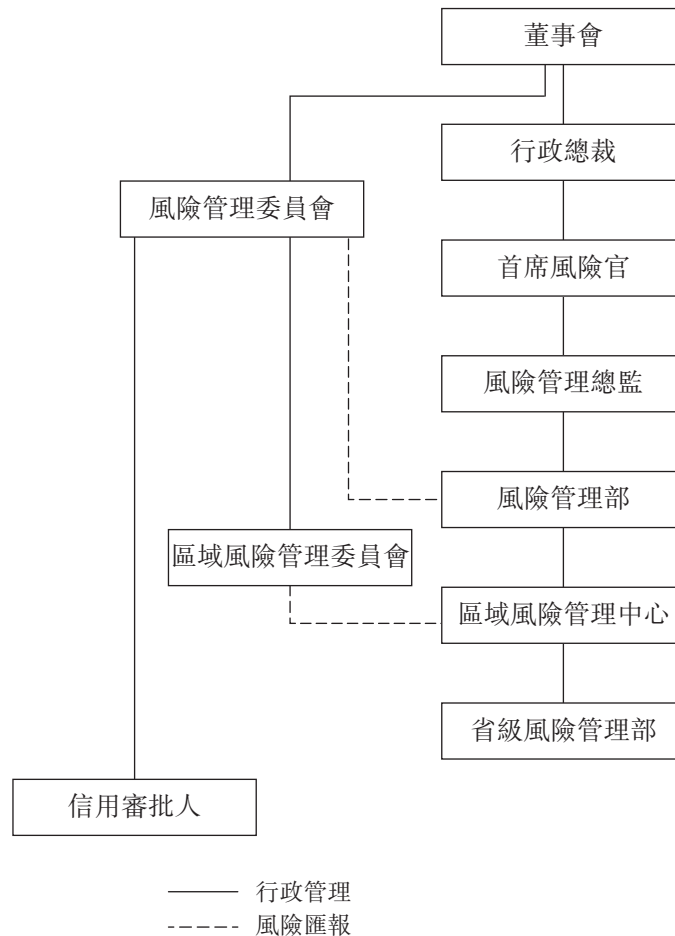 董事會
行政總裁
風險管理委員會
首席風險官
風險管理總監
風險管理部
區域風險管理委員會
區域風險管理中心
省級風險管理部
信用審批人
行政管理
風險匯報